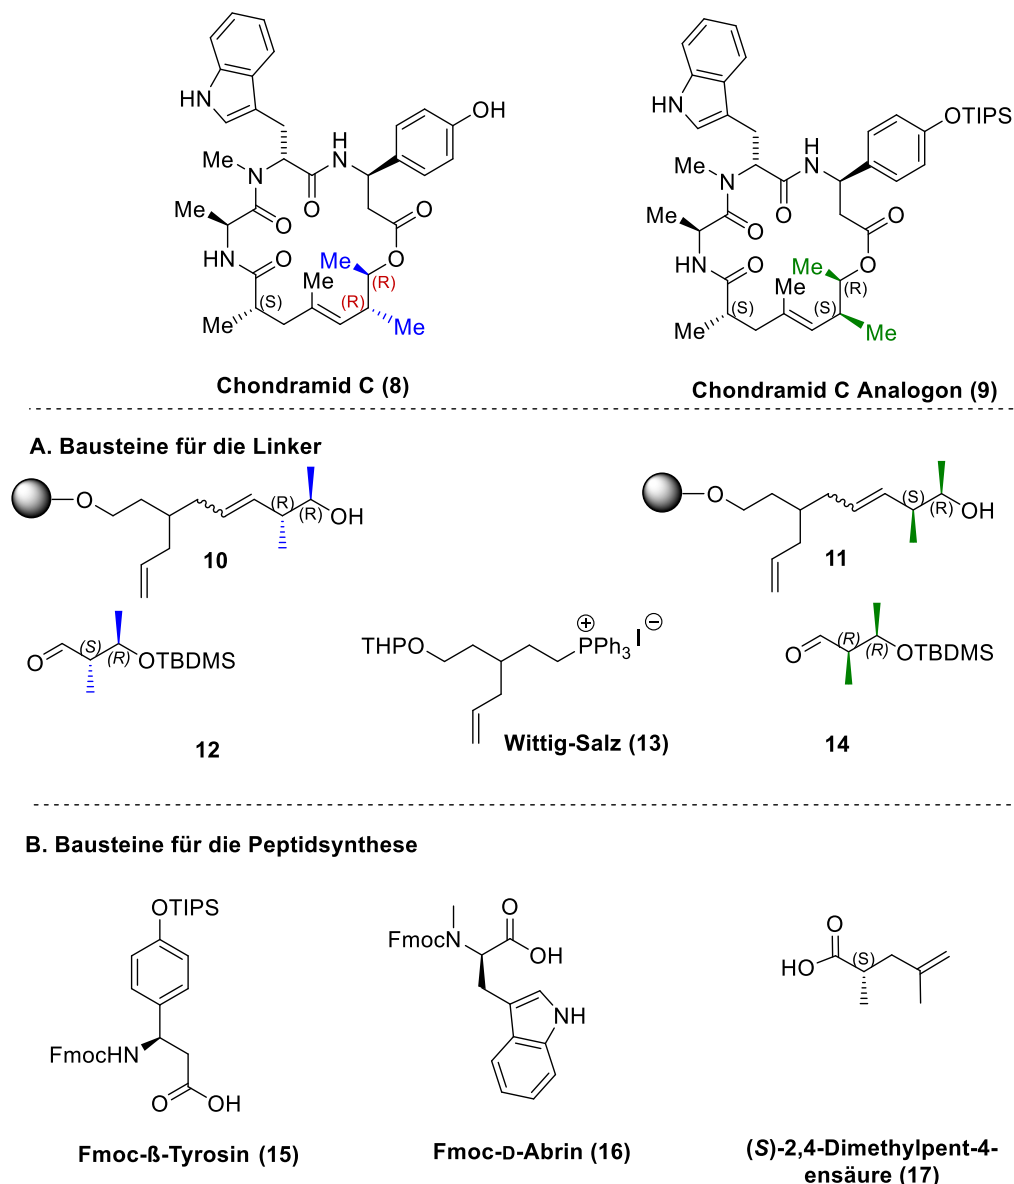 HN
H
N
OH
Me
N
O
O
Me
O
HN
O
Me
Me
O
(R)
(S)
(R)
Me
Me
Chondramid C (8)
HN
H
N
OTIPS
Me
N
O
O
Me
O
HN
O
Me
Me
O
(R)
(S)
(S)
Me
Me
Chondramid C Analogon (9)
A. Bausteine für die Linker
O
(R)
(R)
OH
10
O
(S)
(R)
OH
11
O
(S)
(R)
OTBDMS
12
THPO
⊕
PPh3
I
⊖
Wittig-Salz (13)
O
(R)
(R)
OTBDMS
14
B. Bausteine für die Peptidsynthese
OTIPS
FmocHN
O
OH
Fmoc-ß-Tyrosin (15)
O
FmocN
OH
NH
Fmoc-D-Abrin (16)
O
HO
(S)
(S)-2,4-Dimethylpent-4-
ensäure (17)